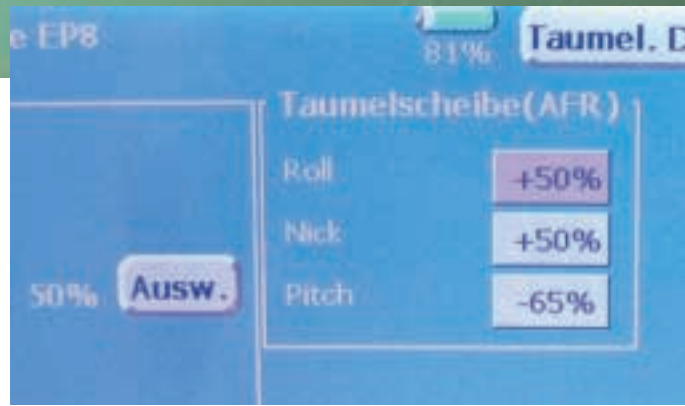 e EP8
81%
Taumel. D
Taumelscheibe(AFR)
Roll +50%
Nick +50%
50% Ausw.
Pitch -65%